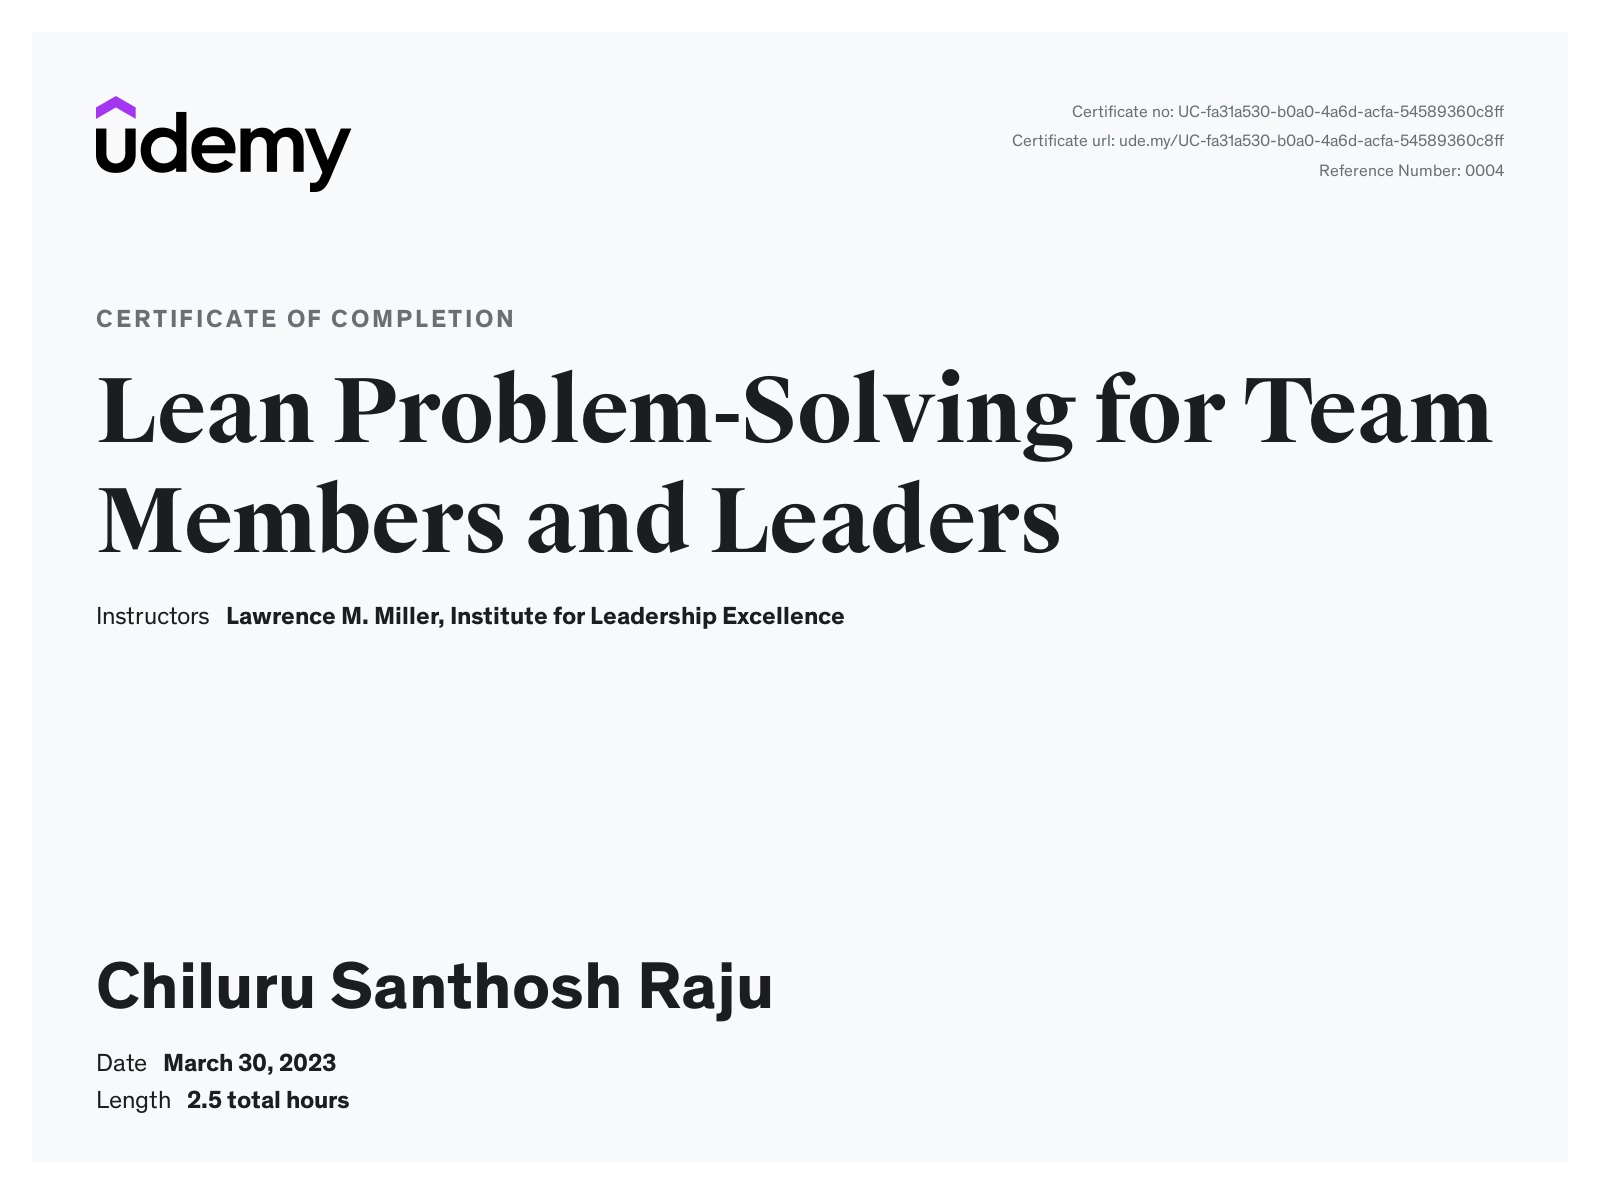 udemy
Certificate no: UC-fa31a530-b0a0-4a6d-acfa-54589360c8ff
Certificate url: ude.my/UC-fa31a530-b0a0-4a6d-acfa-54589360c8ff
Reference Number: 0004
CERTIFICATE OF COMPLETION
Lean Problem-Solving for Team
Members and Leaders
Instructors Lawrence M. Miller, Institute for Leadership Excellence
Chiluru Santhosh Raju
Date March 30, 2023
Length 2.5 total hours